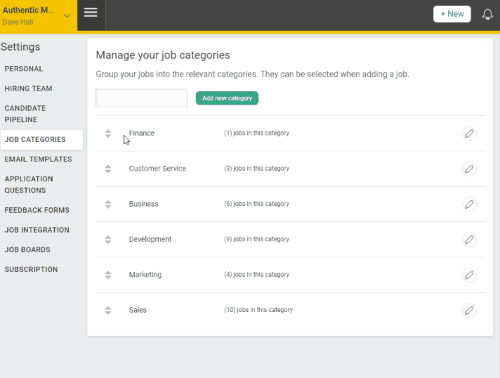 Authentic M...
Dave Hall
+ New
Settings
PERSONAL
HIRING TEAM
CANDIDATE
PIPELINE
JOB CATEGORIES
EMAIL TEMPLATES
APPLICATION
QUESTIONS
FEEDBACK FORMS
JOB INTEGRATION
JOB BOARDS
SUBSCRIPTION
Manage your job categories
Group your jobs into the relevant categories. They can be selected when adding a job.
Add new category
Finance (1) jobs in this category
Customer Service (3) jobs in this category
Business (6) jobs in this category
Development (9) jobs in this category
Marketing (4) jobs in this category
Sales (10) jobs in this category